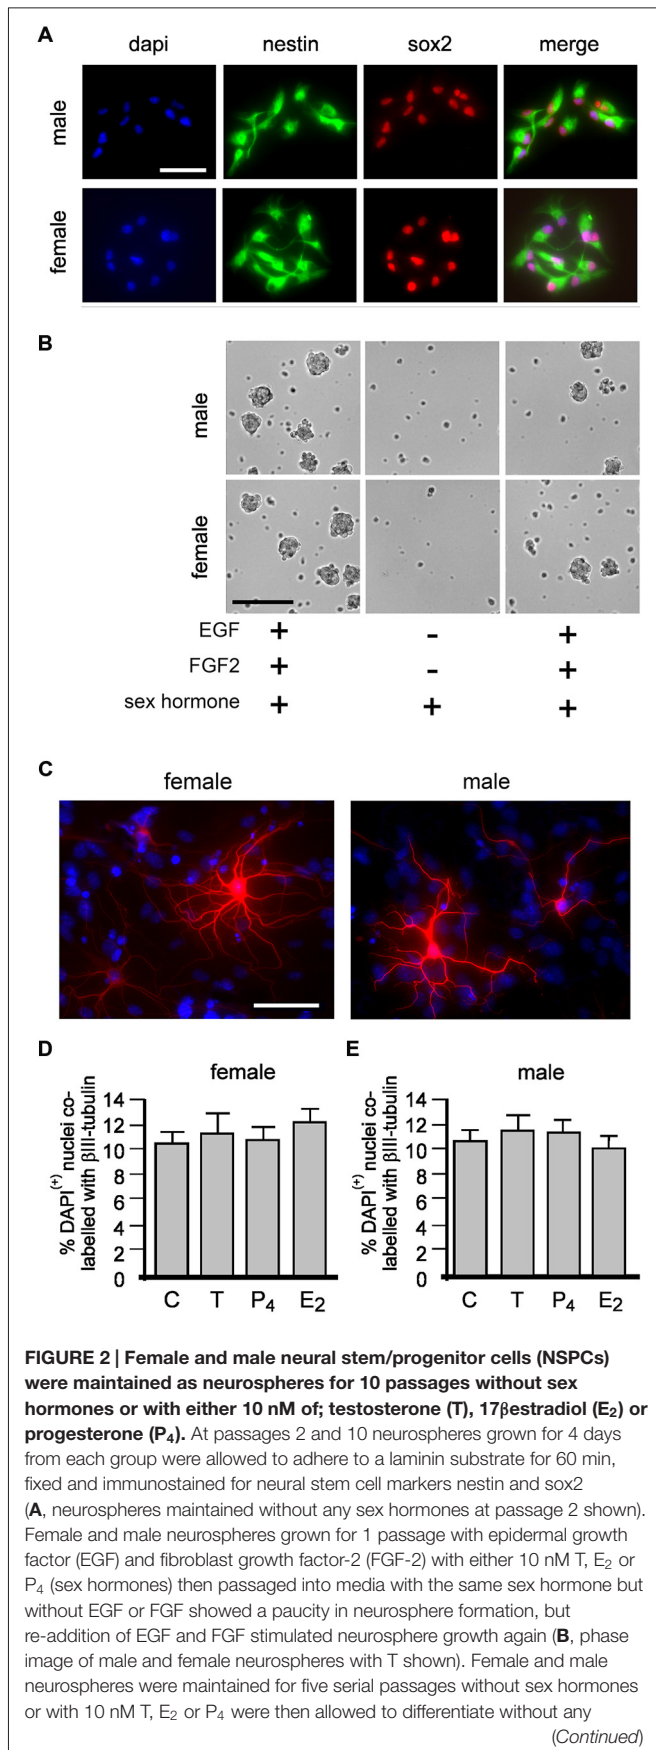 A
dapi nestin sox2 merge
male
female
B
male
female
EGF + - +
FGF2 + - +
sex hormone + + +
C
female male
D E
female male
% DAPI(+) nuclei co-
labelled with βIII-tubulin
14
12
10
8
6
4
2
0
C T P4 E2
% DAPI(+) nuclei co-
labelled with βIII-tubulin
14
12
10
8
6
4
2
0
C T P4 E2
FIGURE 2 | Female and male neural stem/progenitor cells (NSPCs)
were maintained as neurospheres for 10 passages without sex
hormones or with either 10 nM of; testosterone (T), 17βestradiol (E2) or
progesterone (P4). At passages 2 and 10 neurospheres grown for 4 days
from each group were allowed to adhere to a laminin substrate for 60 min,
fixed and immunostained for neural stem cell markers nestin and sox2
(A, neurospheres maintained without any sex hormones at passage 2 shown).
Female and male neurospheres grown for 1 passage with epidermal growth
factor (EGF) and fibroblast growth factor-2 (FGF-2) with either 10 nM T, E2 or
P4 (sex hormones) then passaged into media with the same sex hormone but
without EGF or FGF showed a paucity in neurosphere formation, but
re-addition of EGF and FGF stimulated neurosphere growth again (B, phase
image of male and female neurospheres with T shown). Female and male
neurospheres were maintained for five serial passages without sex hormones
or with 10 nM T, E2 or P4 were then allowed to differentiate without any
(Continued)